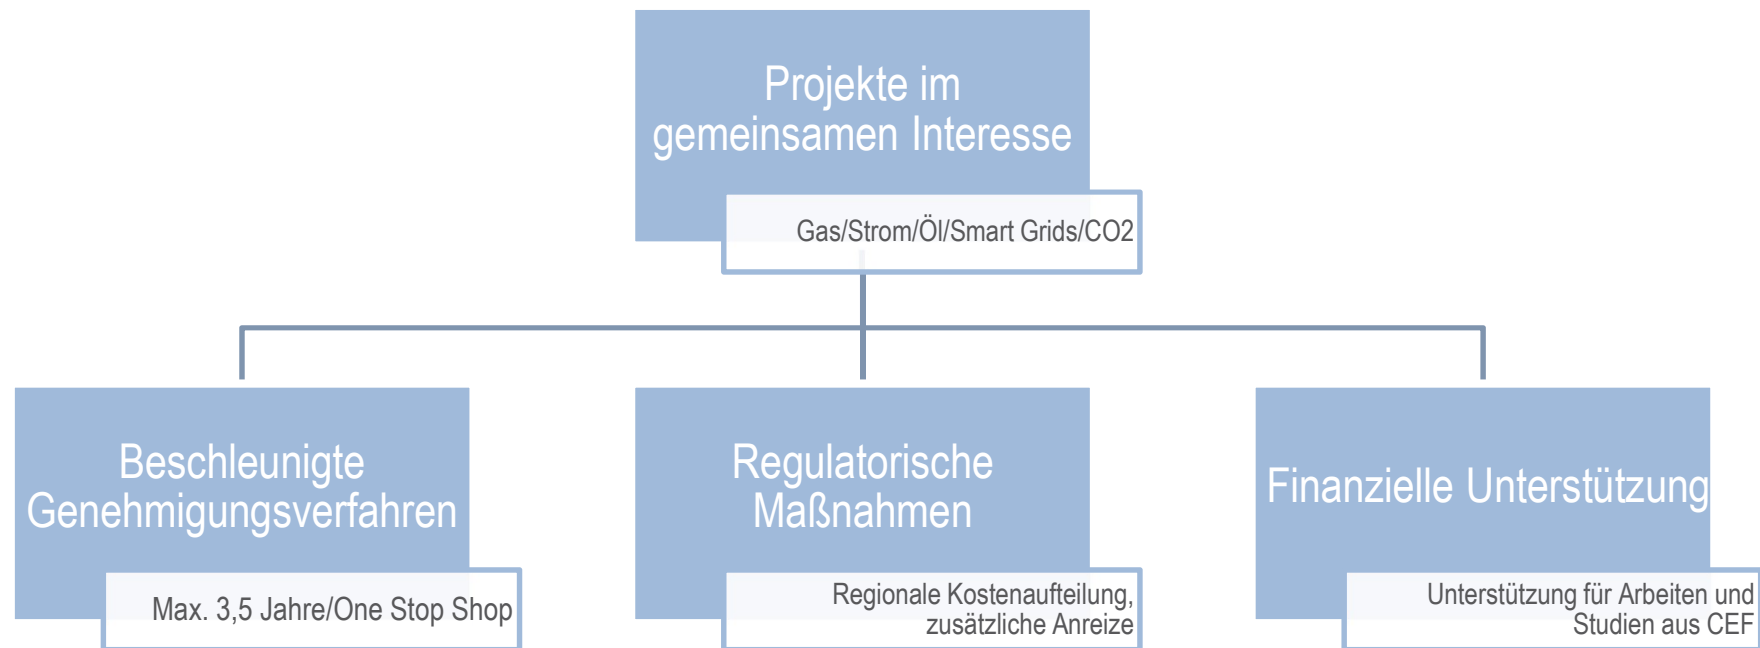 Projekte im
gemeinsamen Interesse
Gas/Strom/Öl/Smart Grids/CO2
Beschleunigte
Genehmigungsverfahren
Max. 3,5 Jahre/One Stop Shop
Regulatorische
Maßnahmen
Regionale Kostenaufteilung,
zusätzliche Anreize
Finanzielle Unterstützung
Unterstützung für Arbeiten und
Studien aus CEF